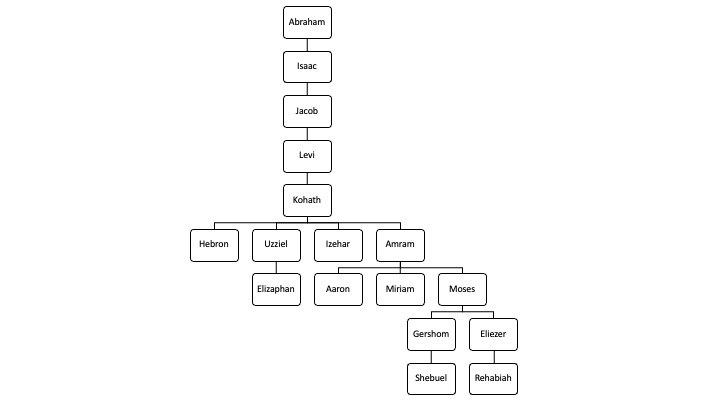 Abraham
Isaac
Jacob
Levi
Kohath
Hebron
Uzziel
Izehar
Amram
Elizaphan
Aaron
Miriam
Moses
Gershom
Eliezer
Shebuel
Rehabiah